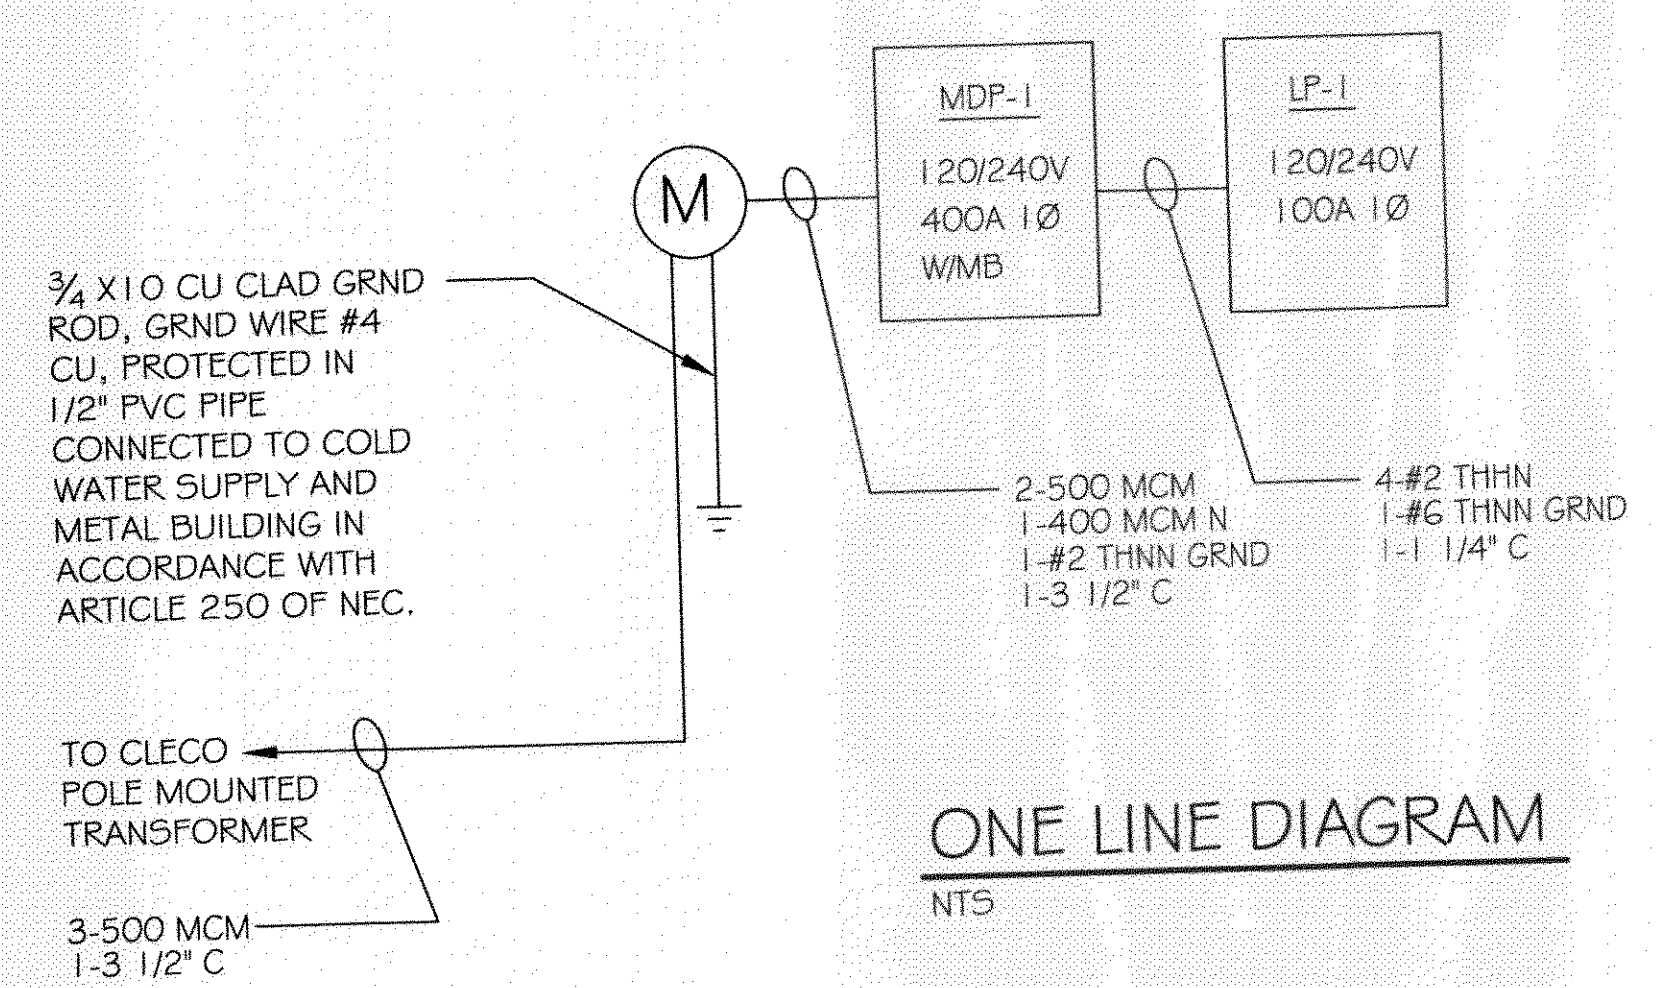 MDP-1
120/240V
400A 1Ø
W/MB
LP-1
120/240V
100A 1Ø
M
3/4 X10 CU CLAD GRND
ROD, GRND WIRE #4
CU, PROTECTED IN
1/2" PVC PIPE
CONNECTED TO COLD
WATER SUPPLY AND
METAL BUILDING IN
ACCORDANCE WITH
ARTICLE 250 OF NEC.
2-500 MCM
1-400 MCM N
1-#2 THNN GRND
1-3 1/2" C
4-#2 THHN
1-#6 THNN GRND
1-1 1/4" C
TO CLECO
POLE MOUNTED
TRANSFORMER
3-500 MCM
1-3 1/2" C
ONE LINE DIAGRAM
NTS